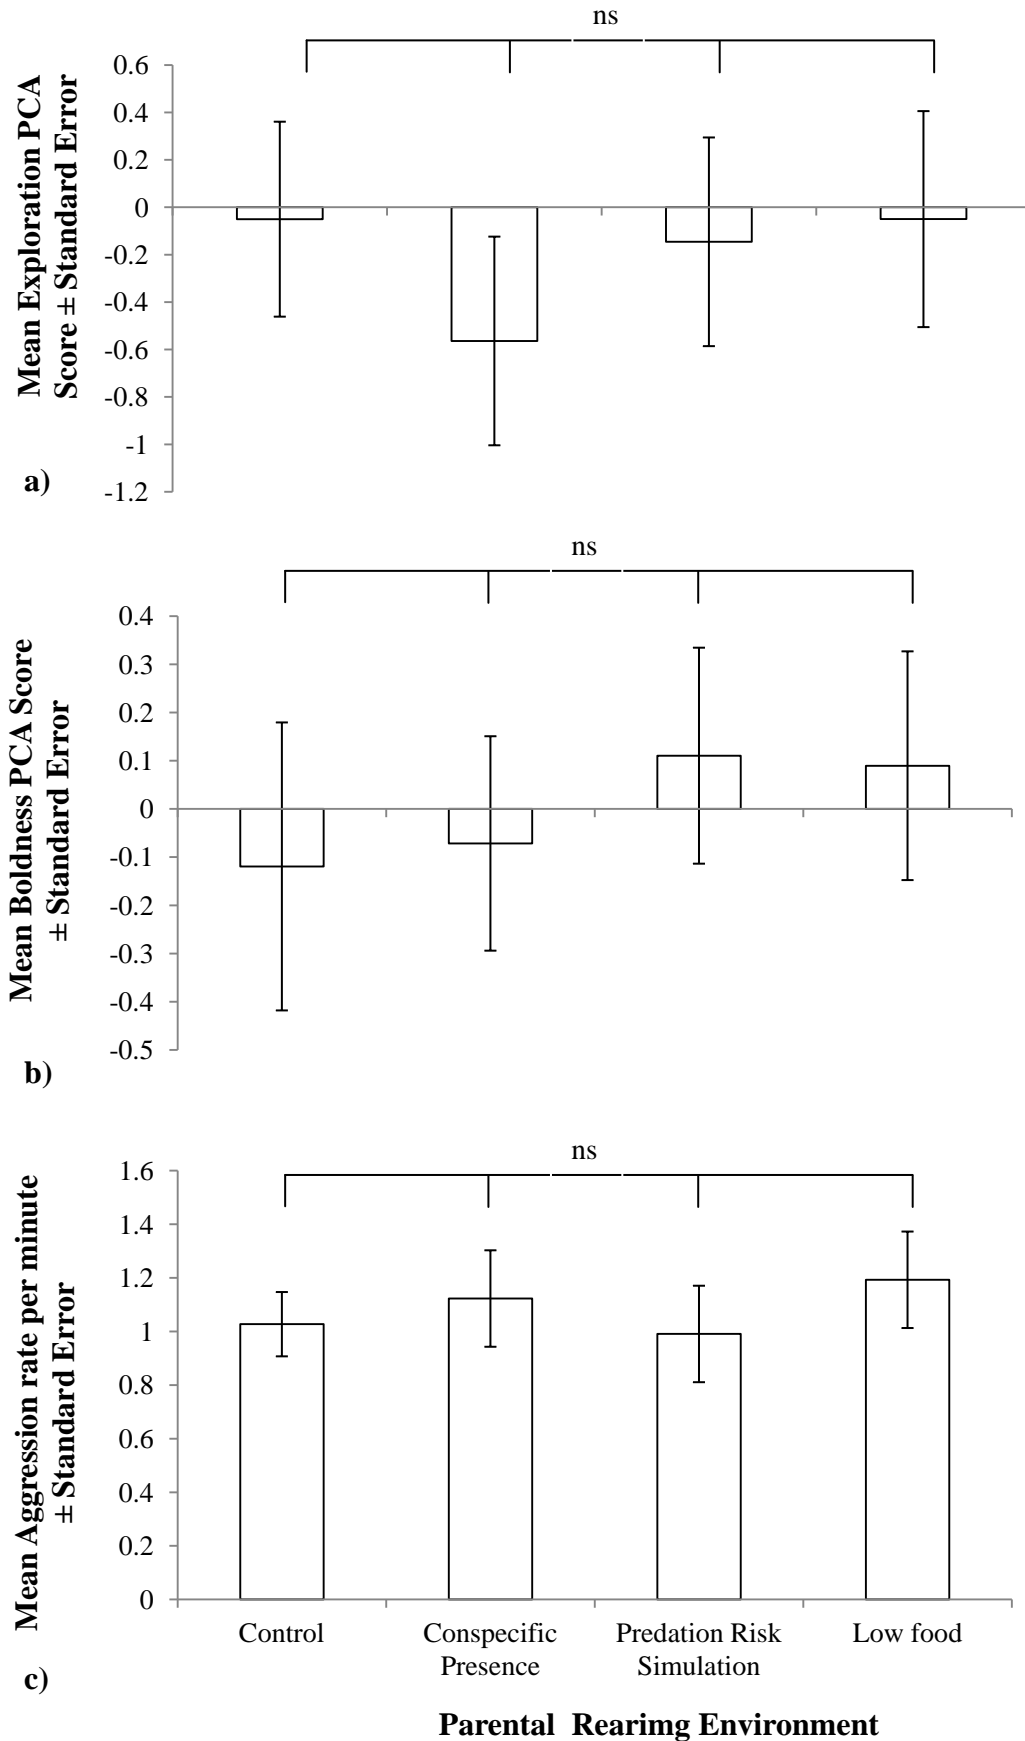 ns
Mean Exploration PCA
Score ± Standard Error
0.6
0.4
0.2
0
-0.2
-0.4
-0.6
-0.8
-1
-1.2
a)
ns
Mean Boldness PCA Score
± Standard Error
0.4
0.3
0.2
0.1
0
-0.1
-0.2
-0.3
-0.4
-0.5
b)
ns
Mean Aggression rate per minute
± Standard Error
1.6
1.4
1.2
1
0.8
0.6
0.4
0.2
0
Control
Conspecific
Presence
Predation Risk
Simulation
Low food
c)
Parental Rearimg Environment